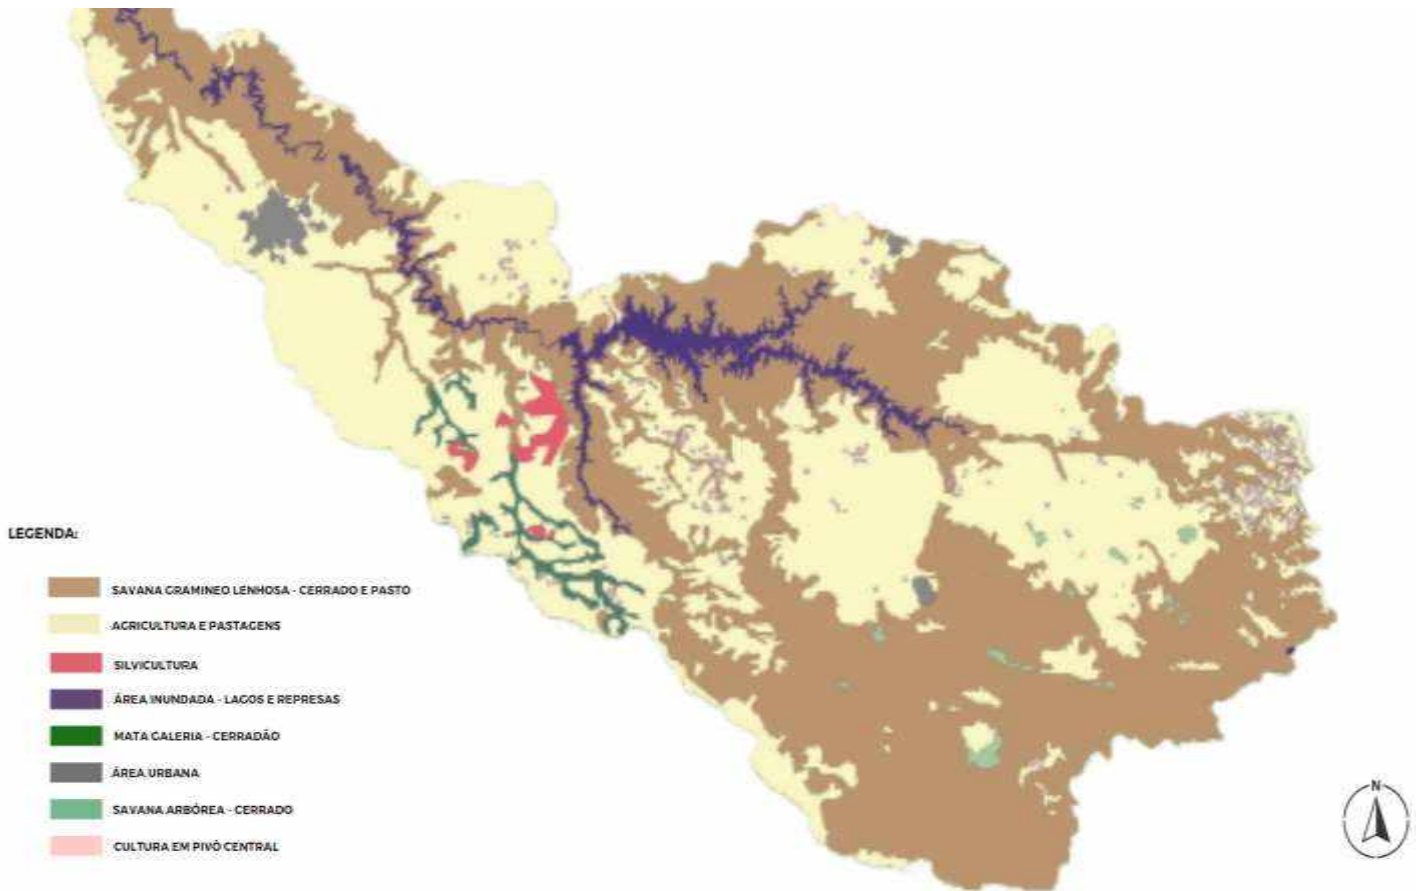 LEGENDA:
SAVANA GRAMINEO LENHOSA - CERRADO E PASTO
AGRICULTURA E PASTAGENS
SILVICULTURA
ÁREA INUNDADA - LAGOS E REPRESAS
MATA GALERIA - CERRADÃO
ÁREA URBANA
SAVANA ARBÓREA - CERRADO
CULTURA EM PIVÔ CENTRAL
N